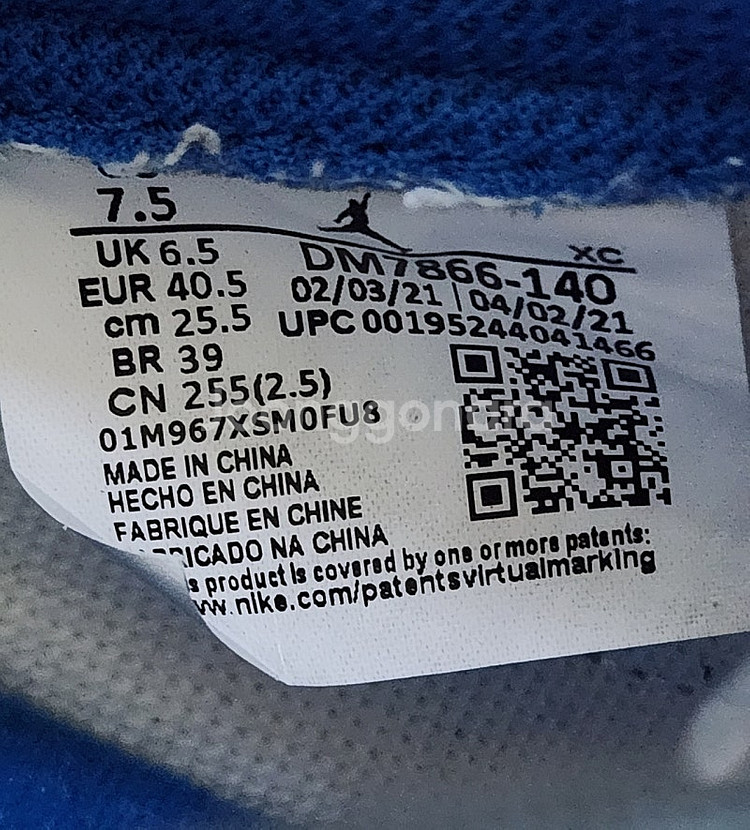 7.5
UK 6.5
EUR 40.5
cm 25.5
BR 39
CN 255(2.5)
01M967XSM0FU8
MADE IN CHINA
HECHO EN CHINA
FABRIQUE EN CHINE
RICADO NA CHINA
XC
DM7866-140
02/03/21 | 04/02/21
UPC 00195244041466
s product is covered by one or more patents:
ww.nike.com/patentsvirtualmarking